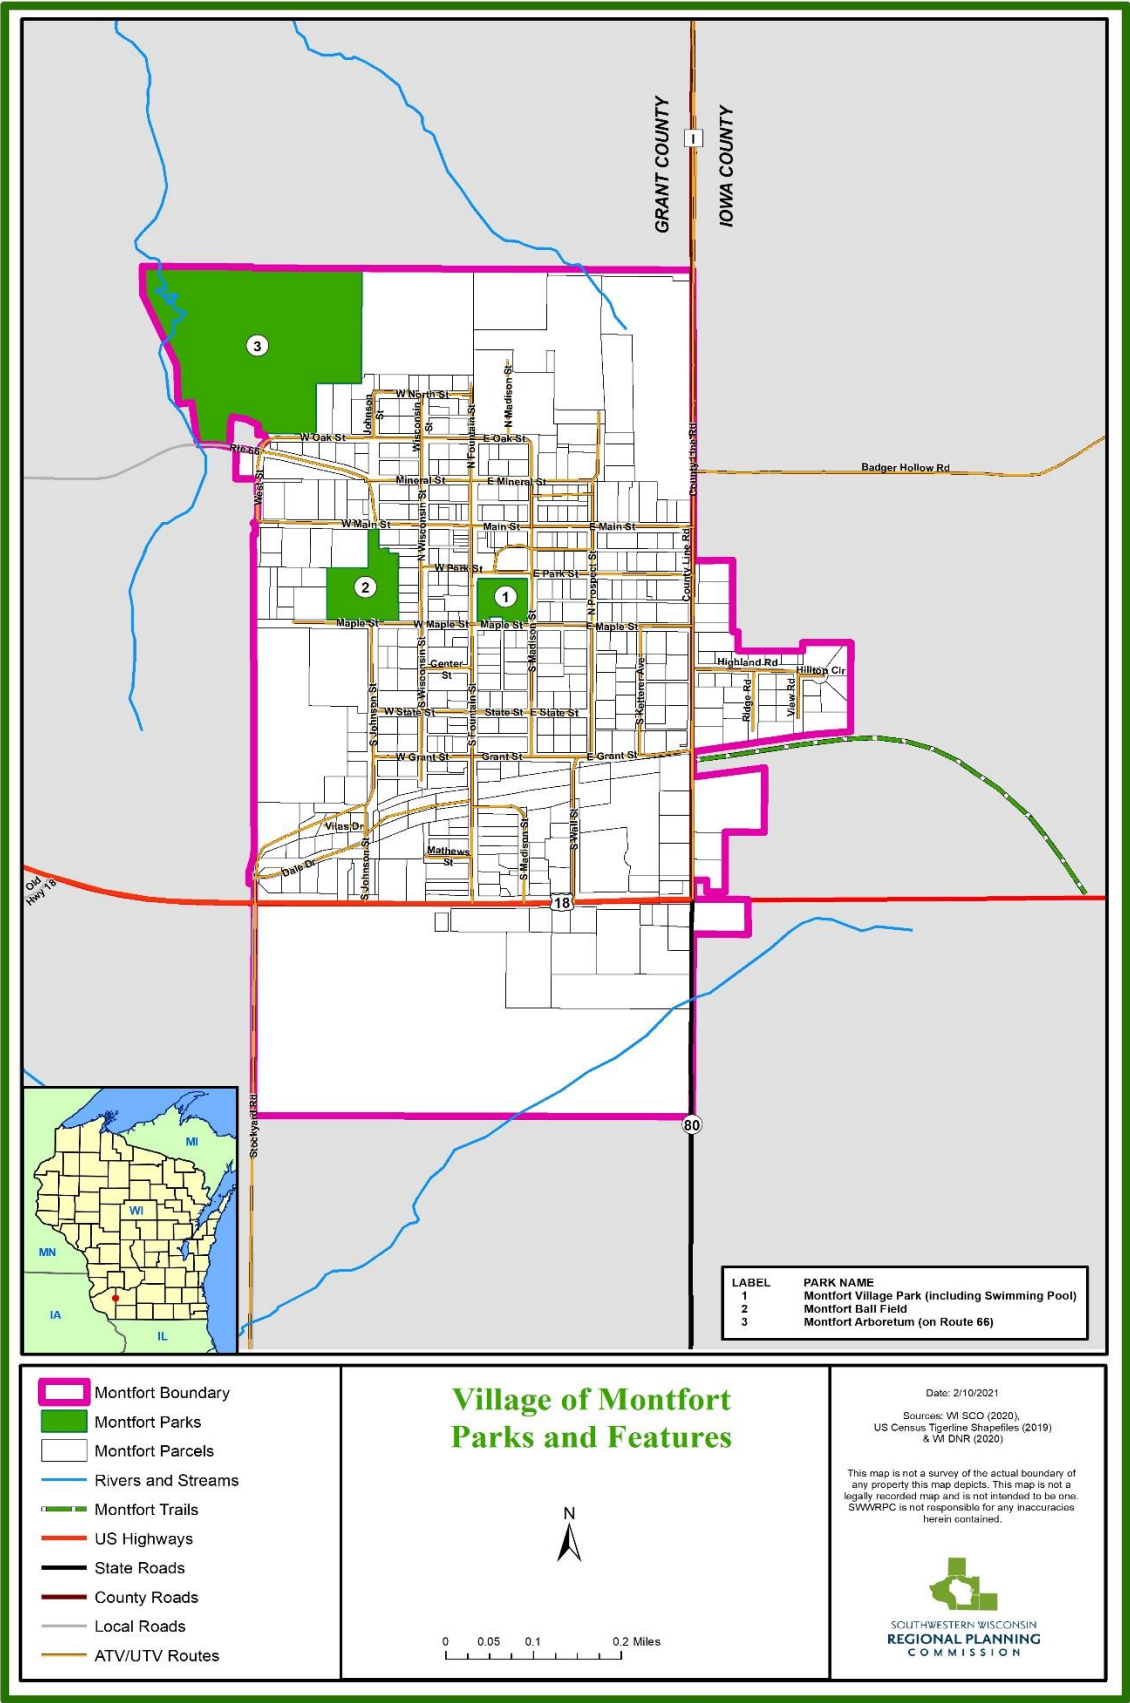 GRANT COUNTY
IOWA COUNTY
I
3
W North St
N Madison St
Johnson
St
Wisconsin
St
N Fountain St
W Oak St
E Oak St
County Line Rd
Rte 66
Badger Hollow Rd
West St
Mineral St
E Mineral St
N Wisconsin St
W Main St
Main St
E Main St
County Line Rd
W Park St
E Park St
N Prospect St
2
1
Maple St
W Maple St
Maple St
E Maple St
S Madison St
Center
St
Highland Rd
Hilltop Cir
S Wisconsin St
S Johnson St
S Fountain St
S Ketterer Ave
Ridge Rd
View Rd
W State St
State St
E State St
W Grant St
Grant St
E Grant St
Vilas Dr
S Johnson St
Mathews
St
S Madison St
S Wall St
Dale Dr
Old
Hwy 18
18
Stockyard Rd
80
MI
WI
MN
IA
IL
LABEL PARK NAME
1 Montfort Village Park (including Swimming Pool)
2 Montfort Ball Field
3 Montfort Arboretum (on Route 66)
Montfort Boundary
Montfort Parks
Montfort Parcels
Rivers and Streams
Montfort Trails
US Highways
State Roads
County Roads
Local Roads
ATV/UTV Routes
Village of Montfort
Parks and Features
N
0 0.05 0.1 0.2 Miles
Date: 2/10/2021
Sources: WI SCO (2020),
US Census Tigerline Shapefiles (2019)
& WI DNR (2020)
This map is not a survey of the actual boundary of
any property this map depicts. This map is not a
legally recorded map and is not intended to be one.
SWWRPC is not responsible for any inaccuracies
herein contained.
SOUTHWESTERN WISCONSIN
REGIONAL PLANNING
COMMISSION